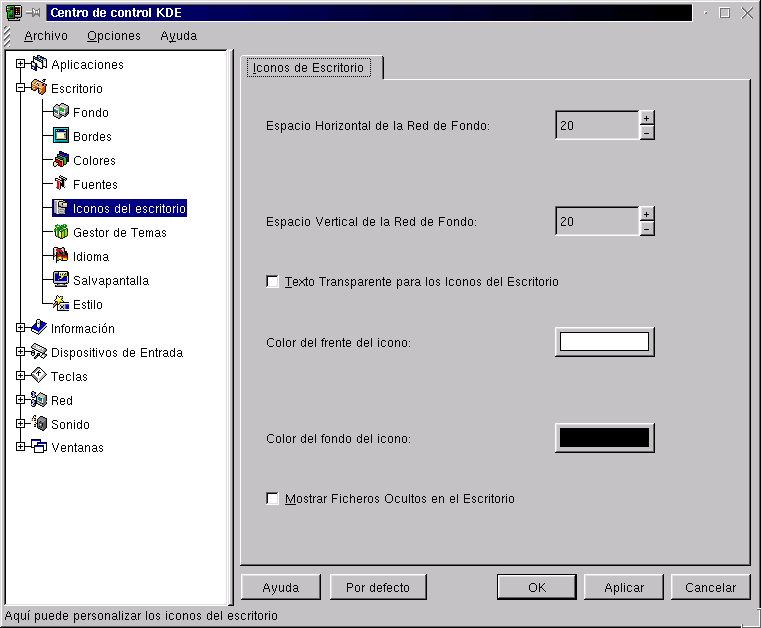 Centro de control KDE
Archivo Opciones Ayuda
Aplicaciones
Escritorio
Fondo
Bordes
Colores
Fuentes
Iconos del escritorio
Gestor de Temas
Idioma
Salvapantalla
Estilo
Información
Dispositivos de Entrada
Teclas
Red
Sonido
Ventanas
Iconos de Escritorio
Espacio Horizontal de la Red de Fondo: 20
Espacio Vertical de la Red de Fondo: 20
Texto Transparente para los Iconos del Escritorio
Color del frente del icono:
Color del fondo del icono:
Mostrar Ficheros Ocultos en el Escritorio
Ayuda Por defecto OK Aplicar Cancelar
Aquí puede personalizar los iconos del escritorio